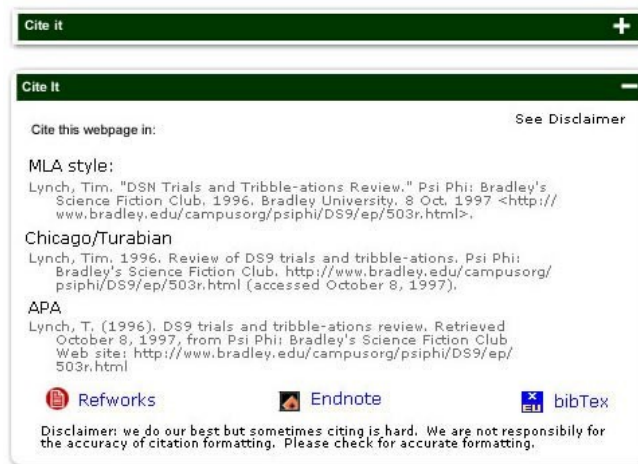 Cite it
Cite It
See Disclaimer
Cite this webpage in:
MLA style:
Lynch, Tim. "DSN Trials and Tribble-ations Review." Psi Phi: Bradley's
Science Fiction Club. 1996. Bradley University. 8 Oct. 1997 <http://
www.bradley.edu/campusorg/psiphi/DS9/ep/503r.html>.
Chicago/Turabian
Lynch, Tim. 1996. Review of DS9 trials and tribble-ations. Psi Phi:
Bradley's Science Fiction Club. http://www.bradley.edu/campusorg/
psiphi/DS9/ep/503r.html (accessed October 8, 1997).
APA
Lynch, T. (1996). DS9 trials and tribble-ations review. Retrieved
October 8, 1997, from Psi Phi: Bradley's Science Fiction Club
Web site: http://www.bradley.edu/campusorg/psiphi/DS9/ep/
503r.html
Refworks
Endnote
X
EU
bibTex
Disclaimer: we do our best but sometimes citing is hard. We are not responsibily for
the accuracy of citation formatting. Please check for accurate formatting.